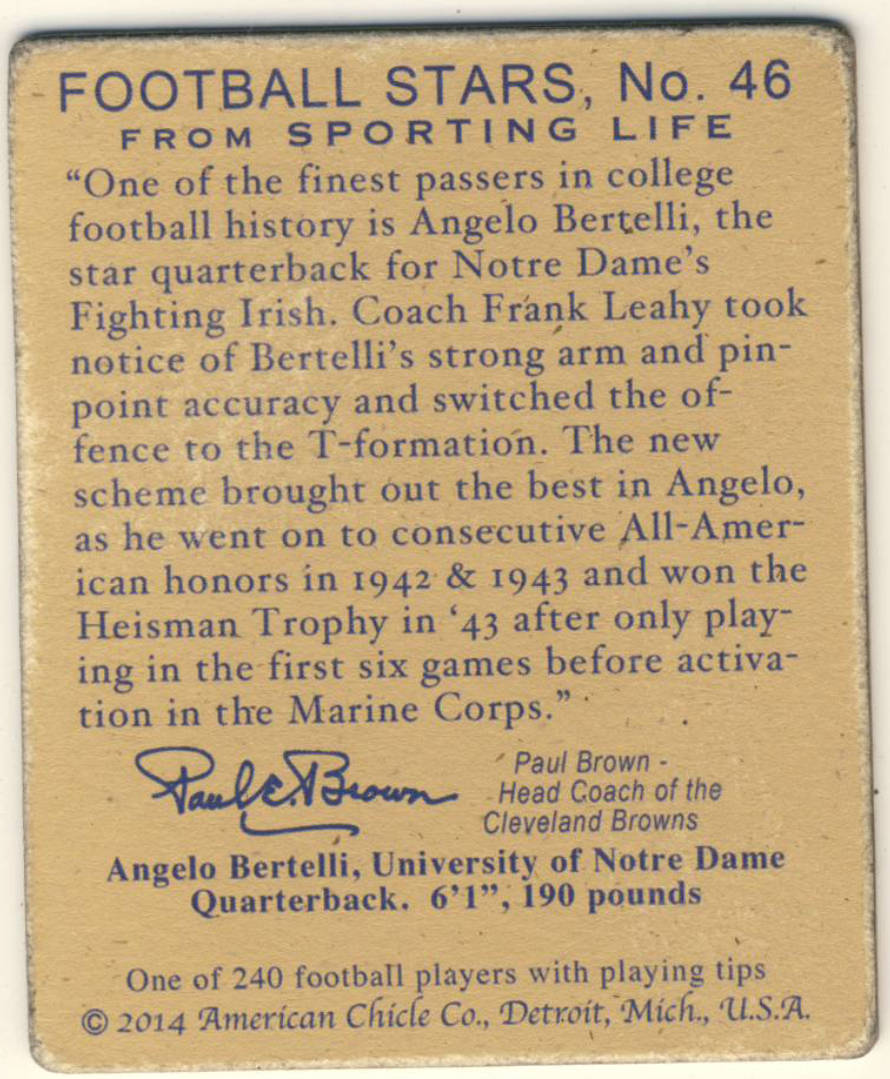 FOOTBALL STARS, No. 46
FROM SPORTING LIFE
“One of the finest passers in college
football history is Angelo Bertelli, the
star quarterback for Notre Dame’s
Fighting Irish. Coach Frank Leahy took
notice of Bertelli’s strong arm and pin-
point accuracy and switched the of-
fence to the T-formation. The new
scheme brought out the best in Angelo,
as he went on to consecutive All-Amer-
ican honors in 1942 & 1943 and won the
Heisman Trophy in ‘43 after only play-
ing in the first six games before activa-
tion in the Marine Corps.”
Paul E. Brown
Paul Brown -
Head Coach of the
Cleveland Browns
Angelo Bertelli, University of Notre Dame
Quarterback. 6’1”, 190 pounds
One of 240 football players with playing tips
© 2014 American Chicle Co., Detroit, Mich., U.S.A.